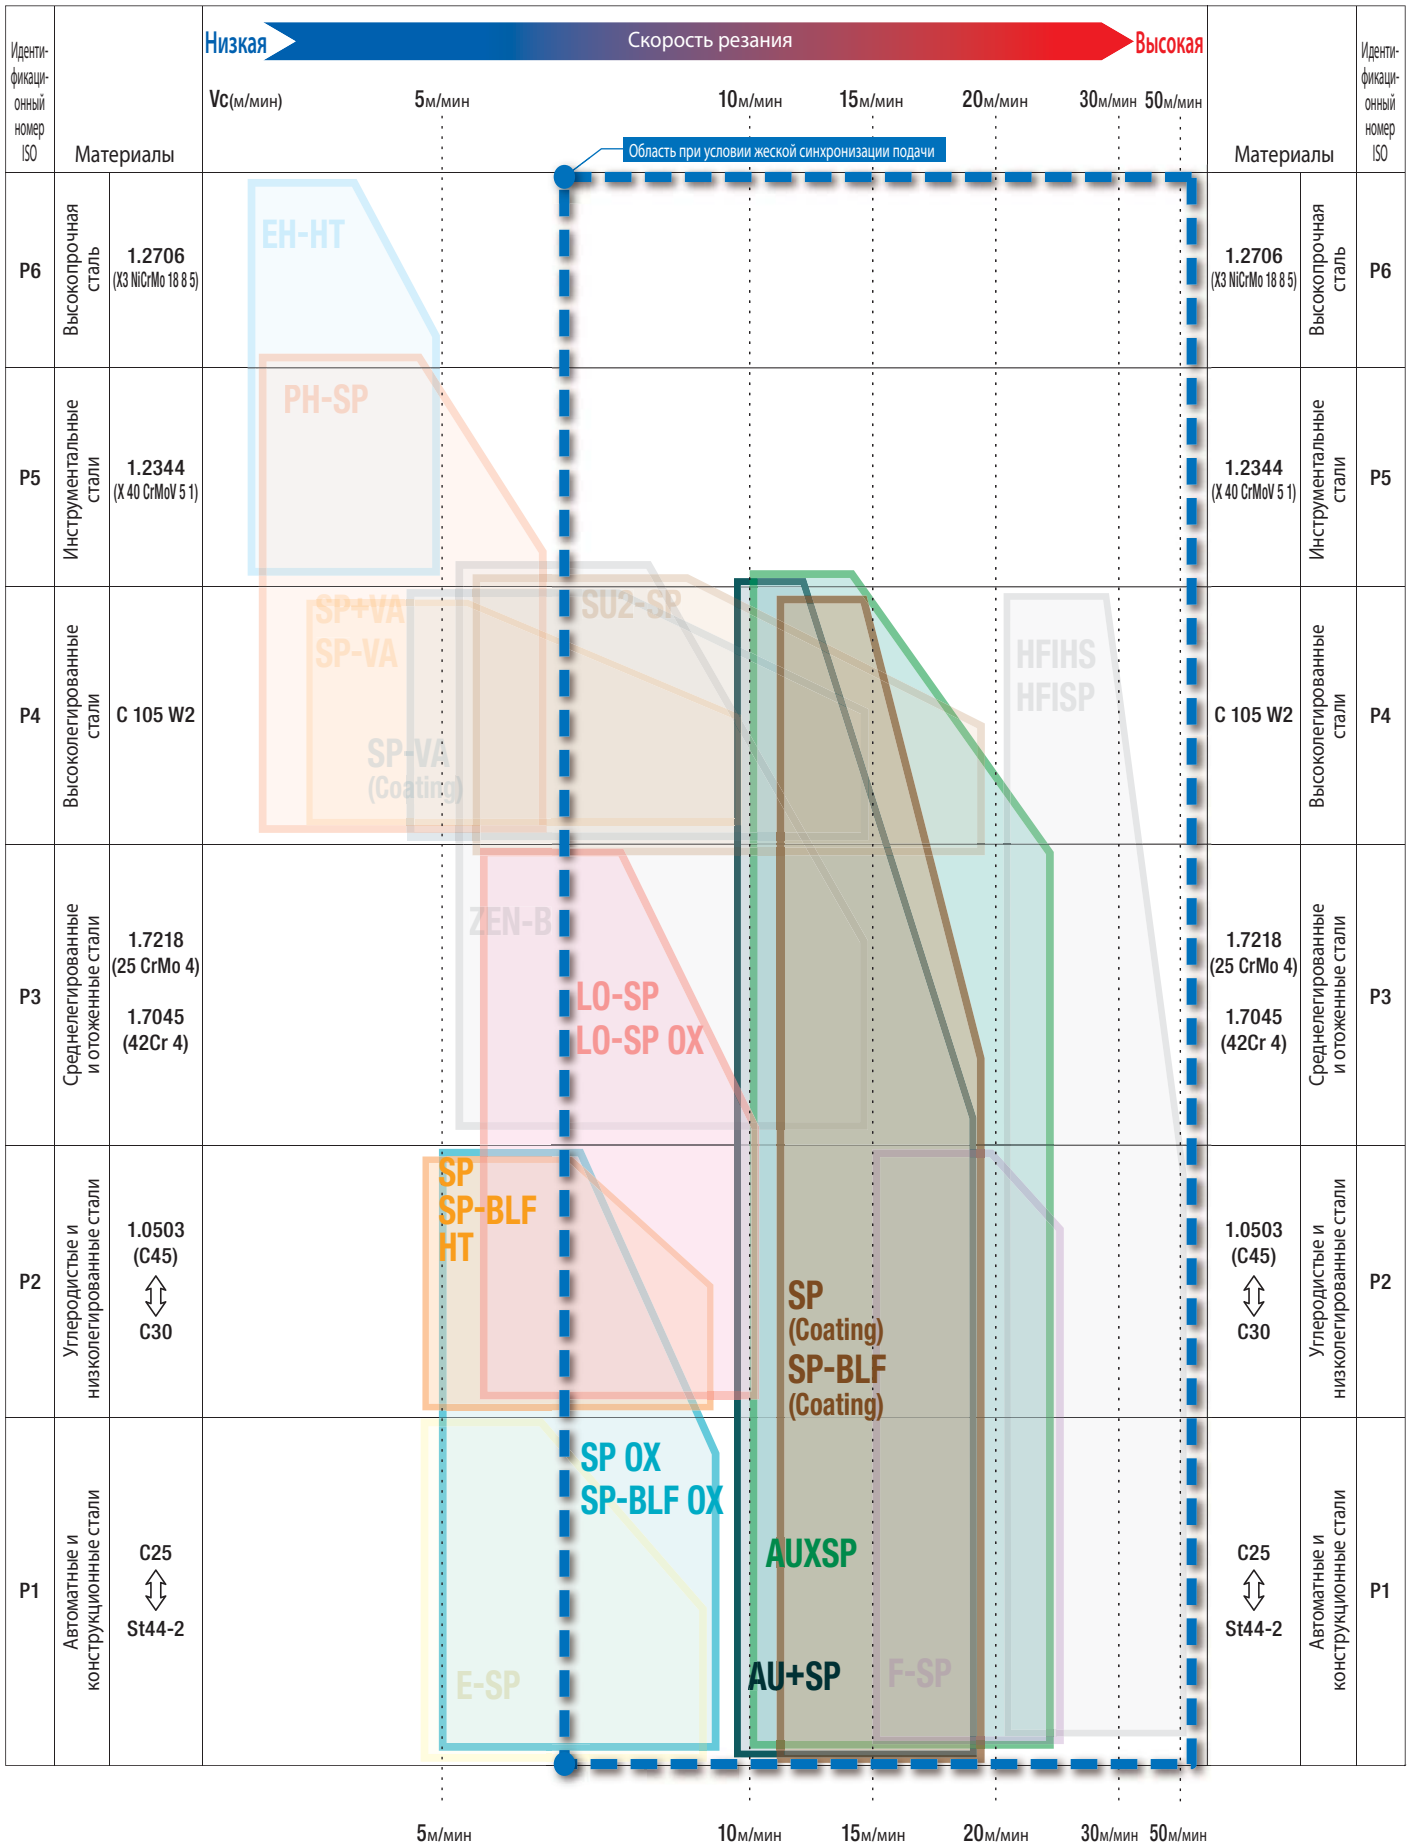 Иденти-
фикаци-
онный
номер
ISO
Материалы
Низкая
Скорость резания
Высокая
Vc(м/мин)
5м/мин
10м/мин
15м/мин
20м/мин
30м/мин
50м/мин
Материалы
Иденти-
фикаци-
онный
номер
ISO
Область при условии жеской синхронизации подачи
P6
Высокопрочная
сталь
1.2706
(X3 NiCrMo 18 8 5)
EH-HT
1.2706
(X3 NiCrMo 18 8 5)
Высокопрочная
сталь
P6
P5
Инструментальные
стали
1.2344
(X 40 CrMoV 5 1)
PH-SP
1.2344
(X 40 CrMoV 5 1)
Инструментальные
стали
P5
P4
Высоколегированные
стали
C 105 W2
SP+VA
SP-VA
SU2-SP
SP-VA
(Coating)
HFIHS
HFISP
C 105 W2
Высоколегированные
стали
P4
P3
Среднелегированные
и отоженные стали
1.7218
(25 CrMo 4)
1.7045
(42Cr 4)
ZEN-B
LO-SP
LO-SP OX
1.7218
(25 CrMo 4)
1.7045
(42Cr 4)
Среднелегированные
и отоженные стали
P3
P2
Углеродистые и
низколегированные стали
1.0503
(C45)
C30
SP
SP-BLF
HT
SP
(Coating)
SP-BLF
(Coating)
1.0503
(C45)
C30
Углеродистые и
низколегированные стали
P2
P1
Автоматные и
конструкционные стали
C25
St44-2
SP OX
SP-BLF OX
AUXSP
E-SP
AU+SP
F-SP
C25
St44-2
Автоматные и
конструкционные стали
P1
5м/мин
10м/мин
15м/мин
20м/мин
30м/мин
50м/мин